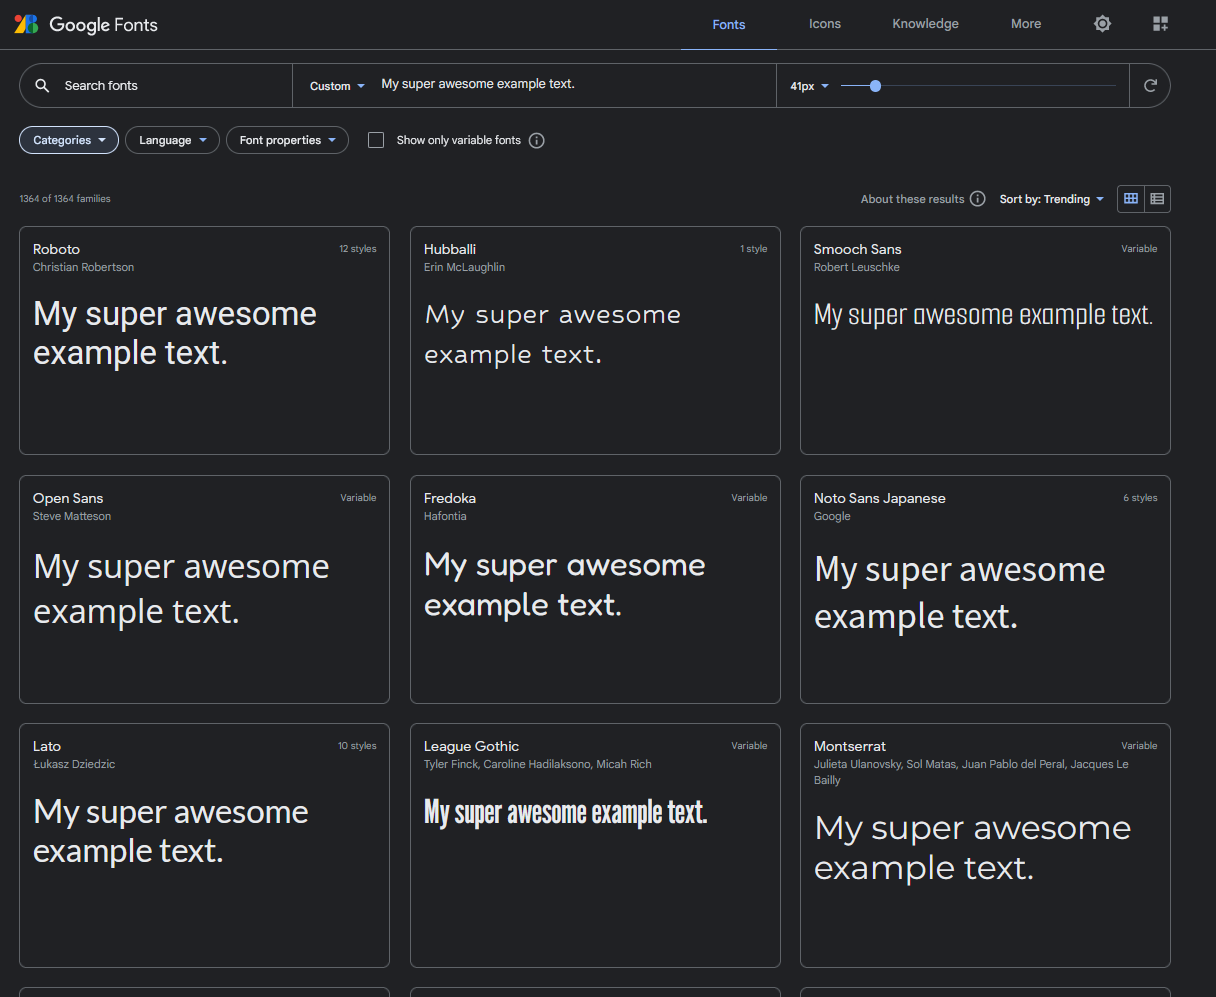 Google Fonts
Fonts
Icons
Knowledge
More
Search fonts
Custom
My super awesome example text.
41px
Categories
Language
Font properties
Show only variable fonts
1364 of 1364 families
About these results
Sort by: Trending
Roboto
12 styles
Christian Robertson
My super awesome
example text.
Hubballi
1 style
Erin McLaughlin
My super awesome
example text.
Smooch Sans
Variable
Robert Leuschke
My super awesome example text.
Open Sans
Variable
Steve Matteson
My super awesome
example text.
Fredoka
Variable
Hafontia
My super awesome
example text.
Noto Sans Japanese
6 styles
Google
My super awesome
example text.
Lato
10 styles
Łukasz Dziedzic
My super awesome
example text.
League Gothic
Variable
Tyler Finck, Caroline Hadilaksono, Micah Rich
My super awesome example text.
Montserrat
Variable
Julieta Ulanovsky, Sol Matas, Juan Pablo del Peral, Jacques Le
Bailly
My super awesome
example text.